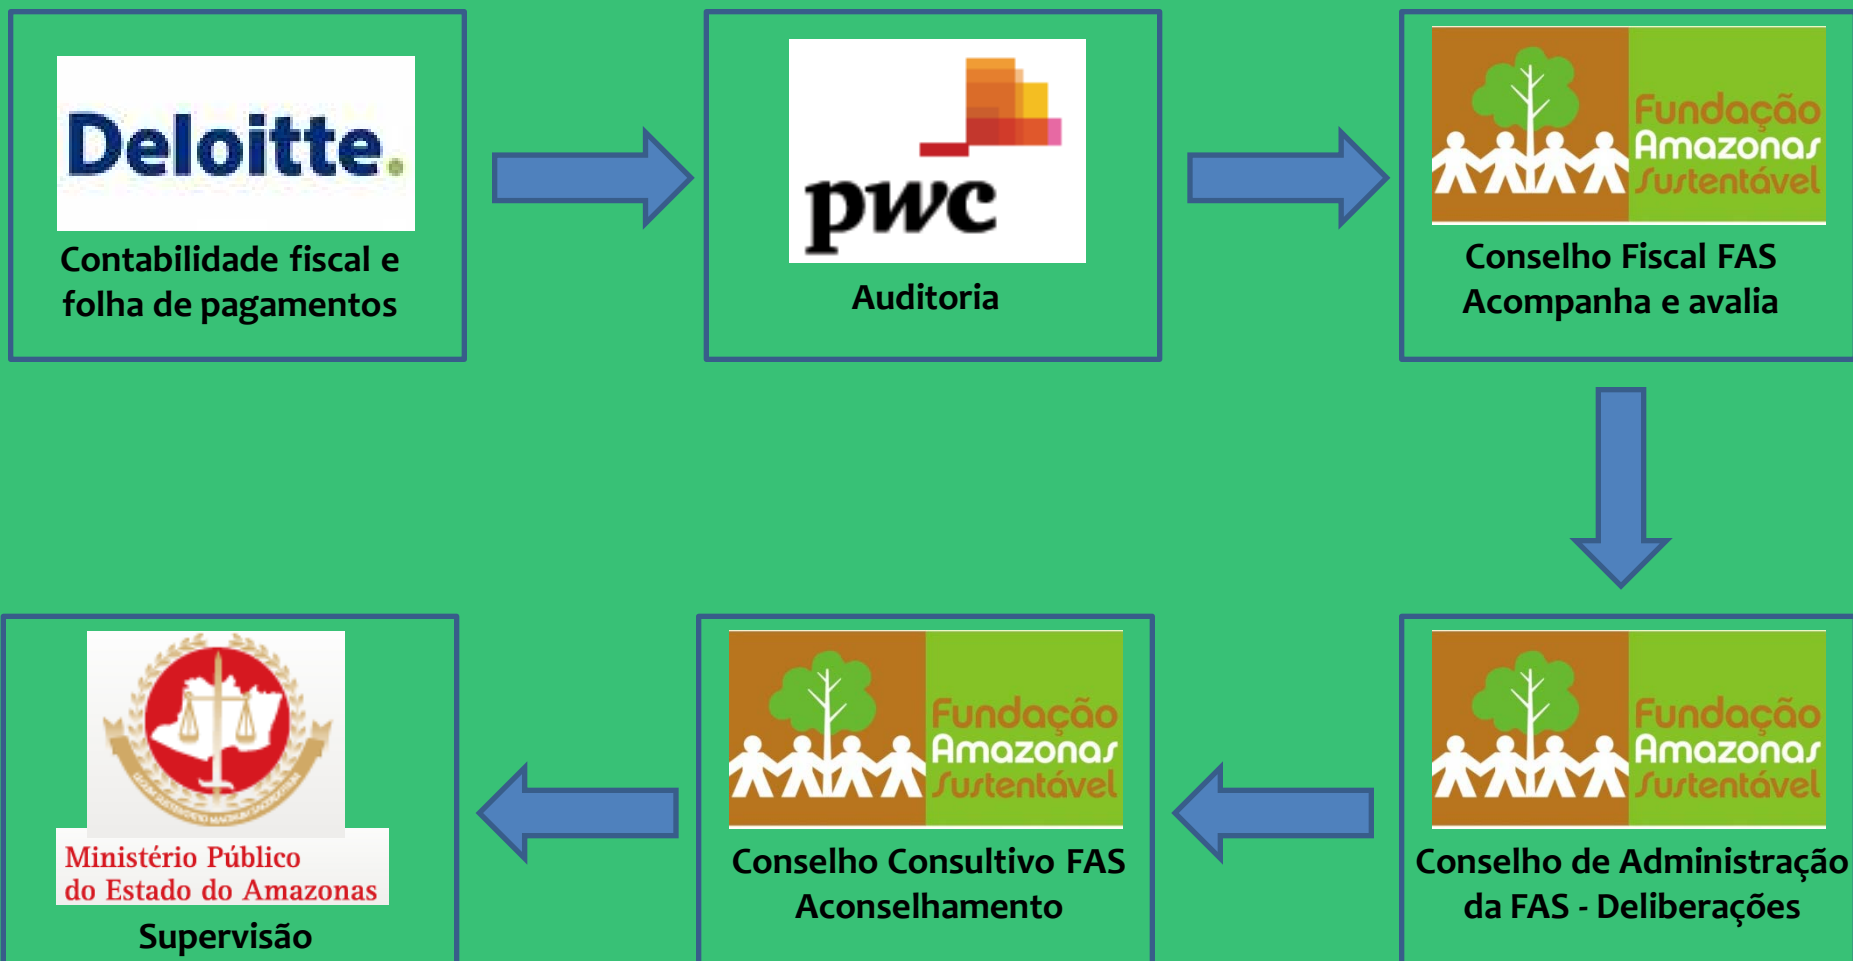 Deloitte.
Contabilidade fiscal e
folha de pagamentos
pwc
Auditoria
Fundação
Amazonas
Sustentável
Conselho Fiscal FAS
Acompanha e avalia
Fundação
Amazonas
Sustentável
Conselho de Administração
da FAS - Deliberações
Fundação
Amazonas
Sustentável
Conselho Consultivo FAS
Aconselhamento
Ministério Público
do Estado do Amazonas
Supervisão